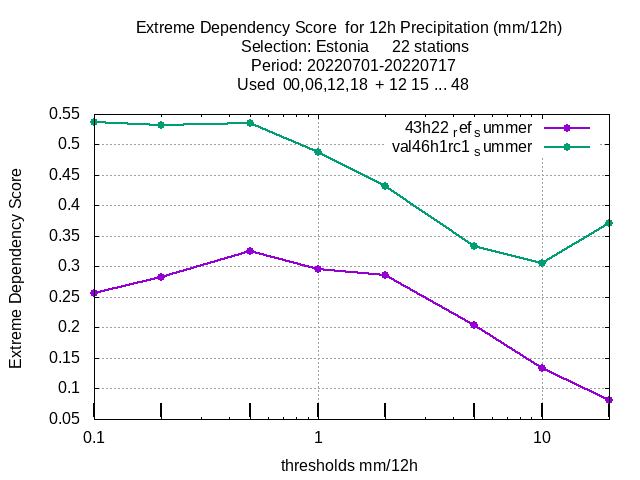 Extreme Dependency Score for 12h Precipitation (mm/12h)
Selection: Estonia 22 stations
Period: 20220701-20220717
Used 00,06,12,18 + 12 15 ... 48
0.55
0.5
0.45
0.4
0.35
0.3
0.25
0.2
0.15
0.1
0.05
Extreme Dependency Score
43h22 ref summer
val46h1rc1 summer
0.1 1 10
thresholds mm/12h